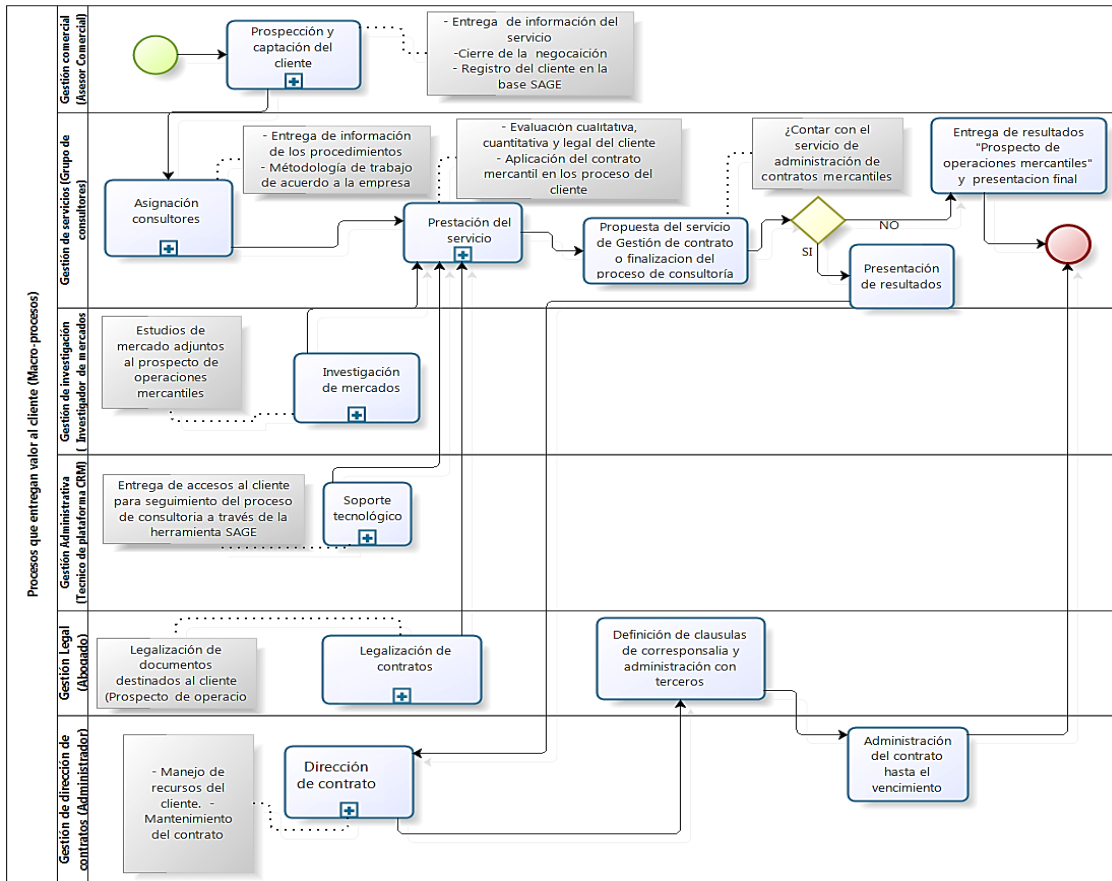 Procesos que entregan valor al cliente (Macro-procesos)
Gestión comercial
(Asesor Comercial)
Prospección y
captación del
cliente
- Entrega de información del
servicio
-Cierre de la negocaición
- Registro del cliente en la
base SAGE
Gestión de servicios (Grupo de
consultores)
- Entrega de información
de los procedimientos
- Métodología de trabajo
de acuerdo a la empresa
- Evaluación cualitativa,
cuantitativa y legal del cliente
- Aplicación del contrato
mercantil en los proceso del
cliente
¿Contar con el
servicio de
administración de
contratos mercantiles
Entrega de resultados
"Prospecto de
operaciones mercantiles"
y presentacion final
Asignación
consultores
Prestación del
servicio
Propuesta del servicio
de Gestión de contrato
o finalizacion del
proceso de consultoría
NO
SI
Presentación
de resultados
Gestión de investigación
( Investigador de mercados)
Estudios de
mercado adjuntos
al prospecto de
operaciones
mercantiles
Investigación
de mercados
Gestión Administrativa
(Tecnico de plataforma CRM)
Entrega de accesos al cliente
para seguimiento del proceso
de consultoria a través de la
herramienta SAGE
Soporte
tecnológico
Gestión Legal
(Abogado)
Legalización de
documentos
destinados al cliente
(Prospecto de operacio
Legalización de
contratos
Definición de clausulas
de corresponsalia y
administración con
terceros
Gestión de dirección de
contratos (Administrador)
- Manejo de
recursos del
cliente. -
Mantenimiento
del contrato
Dirección
de contrato
Administración
del contrato
hasta el
vencimiento